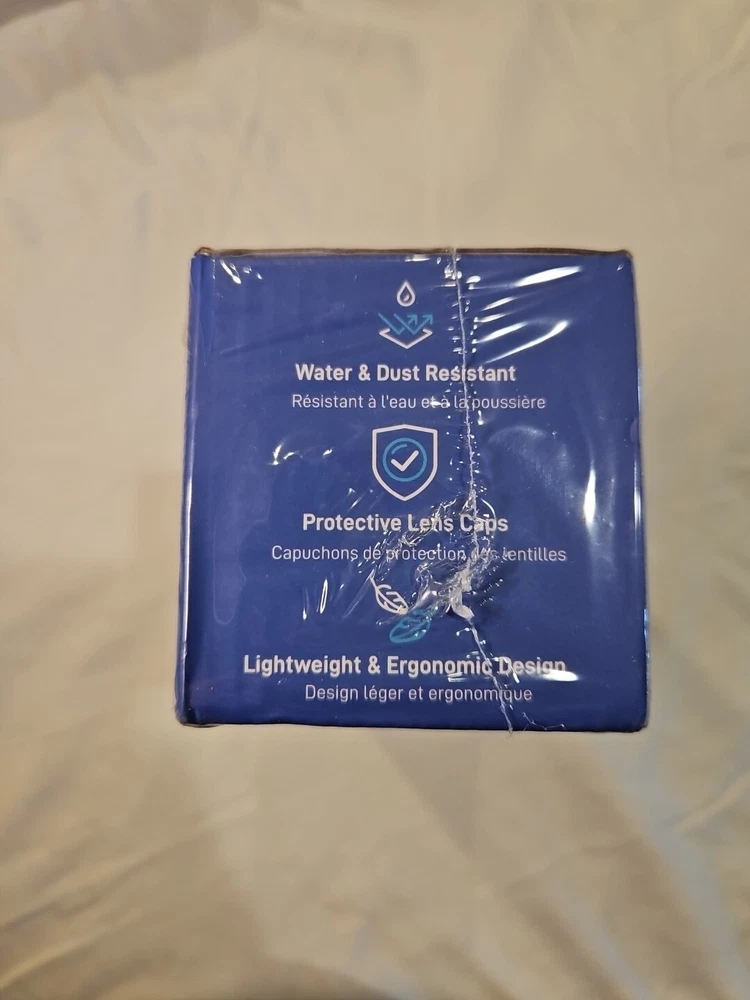 Water & Dust Resistant
Résistant à l'eau et à la poussière
Protective Lens Caps
Capuchons de protection des lentilles
Lightweight & Ergonomic Design
Design léger et ergonomique